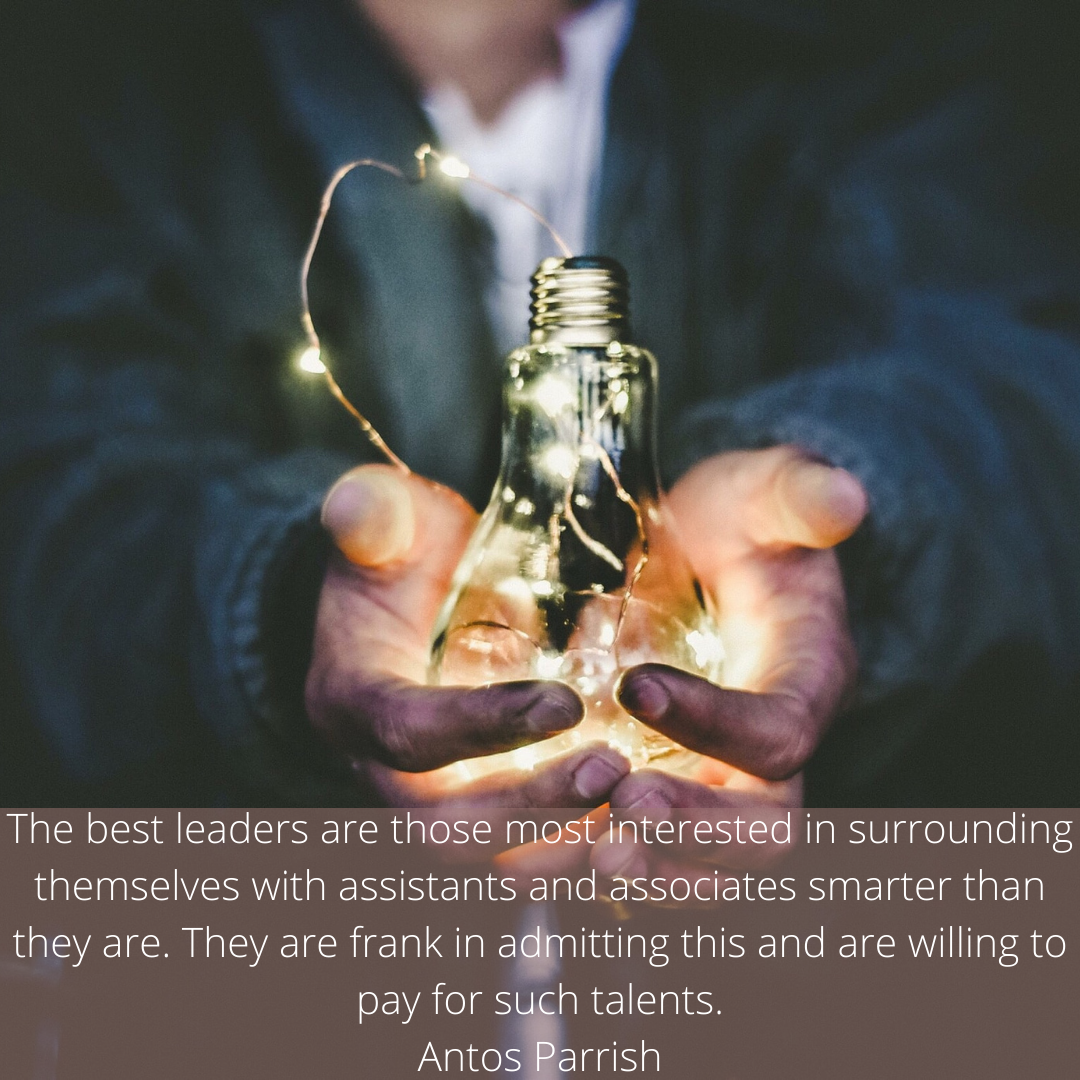 The best leaders are those most interested in surrounding
themselves with assistants and associates smarter than
they are. They are frank in admitting this and are willing to
pay for such talents.
Antos Parrish